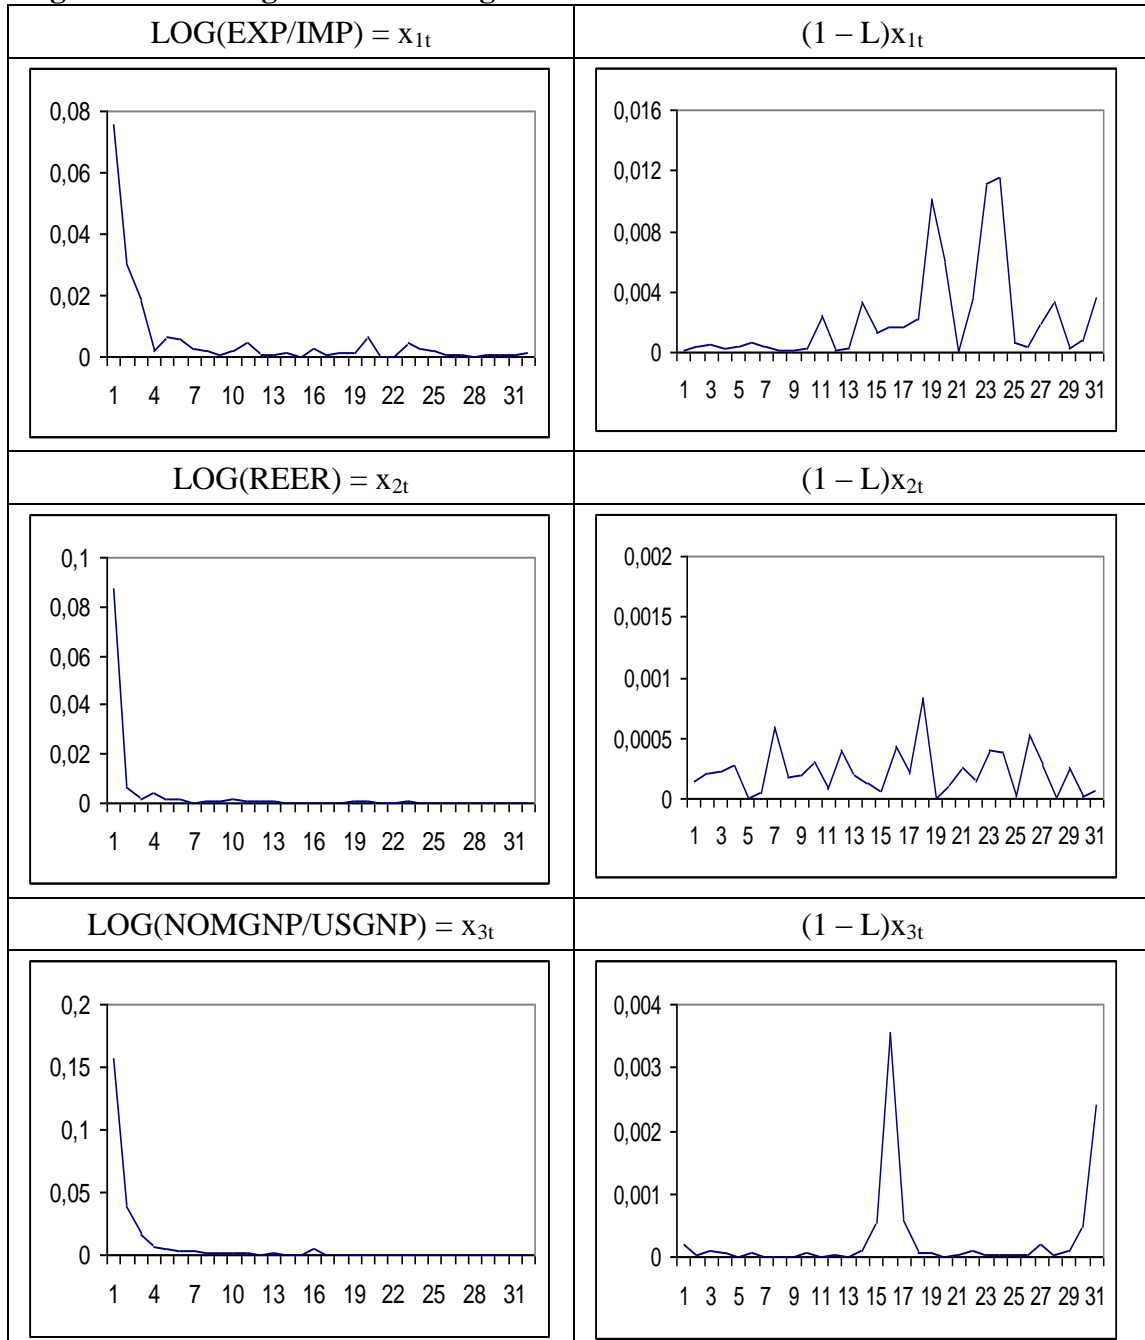 LOG(EXP/IMP) = x1t
(1 – L)x1t
0,08
0,06
0,04
0,02
0
1 4 7 10 13 16 19 22 25 28 31
0,016
0,012
0,008
0,004
0
1 3 5 7 9 11 13 15 17 19 21 23 25 27 29 31
LOG(REER) = x2t
(1 – L)x2t
0,1
0,08
0,06
0,04
0,02
0
1 4 7 10 13 16 19 22 25 28 31
0,002
0,0015
0,001
0,0005
0
1 3 5 7 9 11 13 15 17 19 21 23 25 27 29 31
LOG(NOMGNP/USGNP) = x3t
(1 – L)x3t
0,2
0,15
0,1
0,05
0
1 4 7 10 13 16 19 22 25 28 31
0,004
0,003
0,002
0,001
0
1 3 5 7 9 11 13 15 17 19 21 23 25 27 29 31